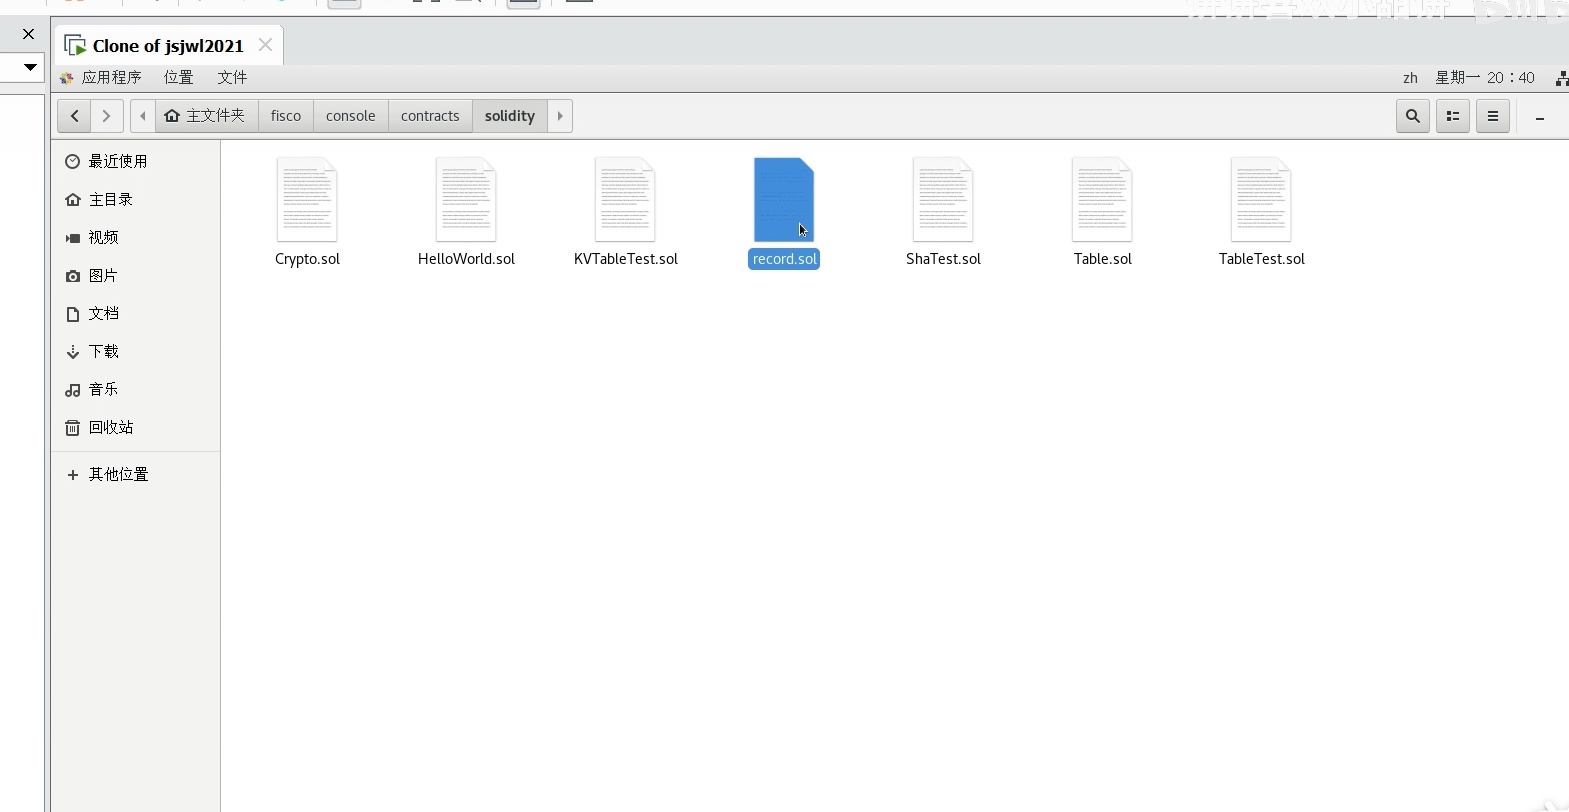 Clone of jsjwl2021
应用程序 位置 文件 zh 星期一 20：40
主文件夹 fisco console contracts solidity
最近使用
主目录
视频
图片
文档
下载
音乐
回收站
其他位置
Crypto.sol HelloWorld.sol KVTableTest.sol record.sol ShaTest.sol Table.sol TableTest.sol